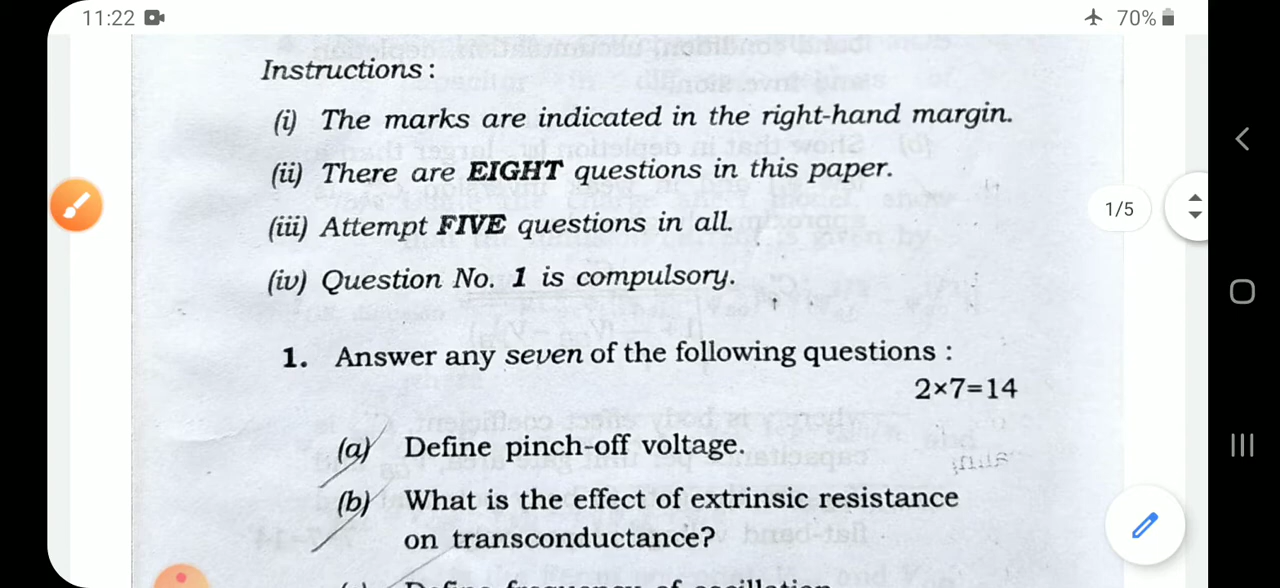 11:22
70%
Instructions :
(i) The marks are indicated in the right-hand margin.
(ii) There are EIGHT questions in this paper.
(iii) Attempt FIVE questions in all.
1/5
(iv) Question No. 1 is compulsory.
1. Answer any seven of the following questions :
2×7=14
(a) Define pinch-off voltage.
(b) What is the effect of extrinsic resistance
on transconductance?